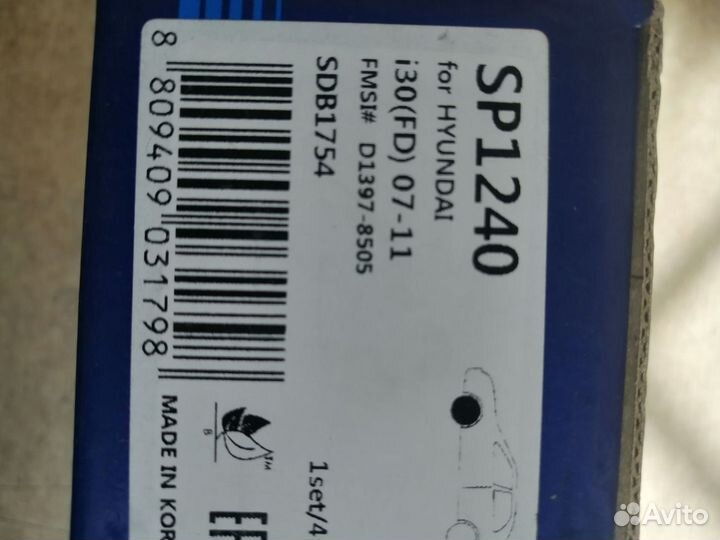 SP1240
for HYUNDAI
i30(FD) 07-11
FMSI# D1397-8505
SDB1754
1set/4
8 809409 031798
B
TM
MADE IN KOR
Avito